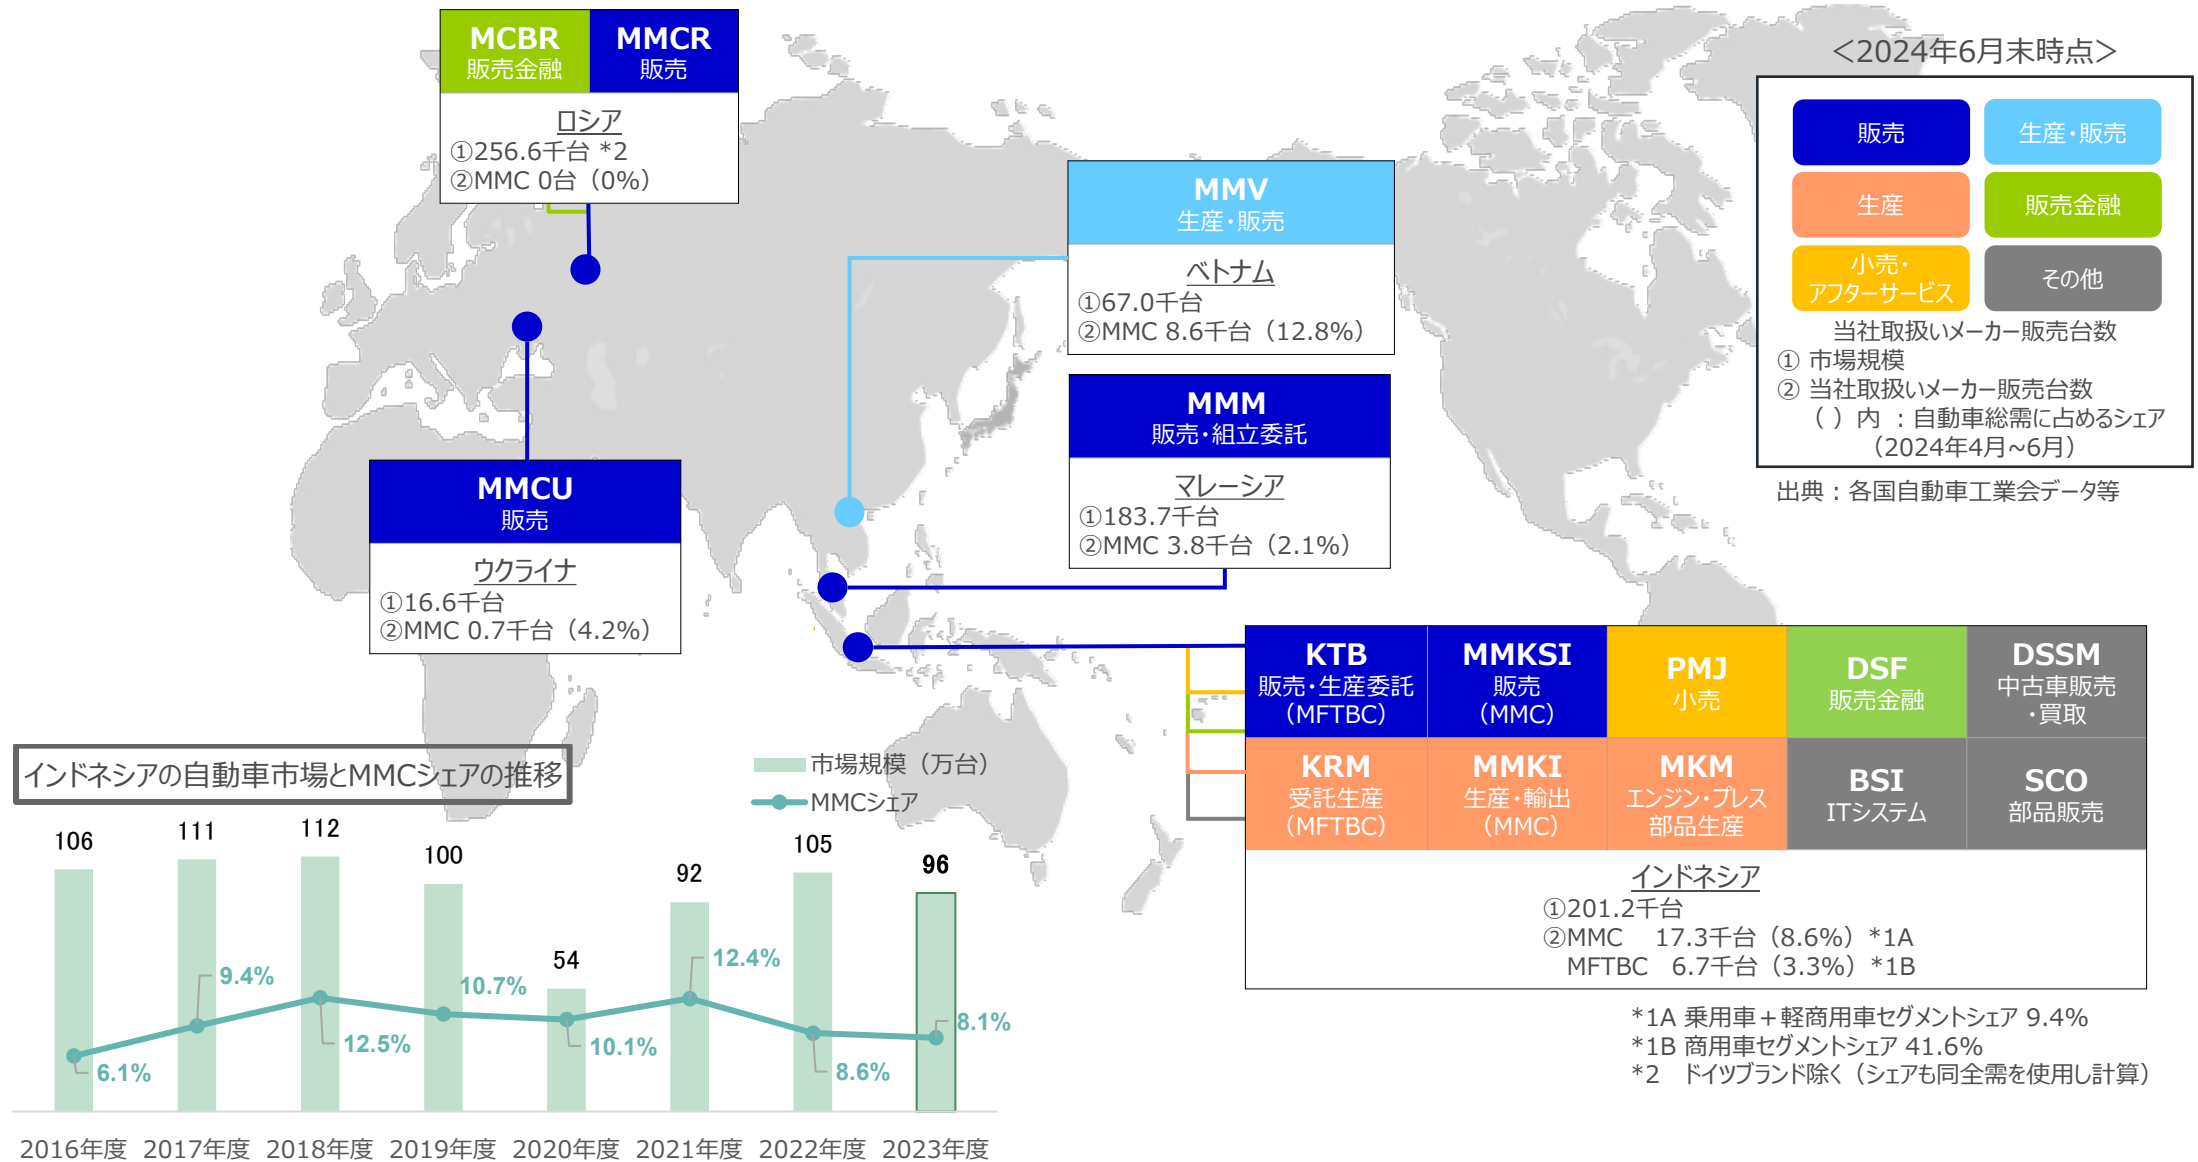 MCBR
販売金融
MMCR
販売
ロシア
①256.6千台 *2
②MMC 0台（0%）
MMV
生産・販売
ベトナム
①67.0千台
②MMC 8.6千台（12.8%）
MMM
販売・組立委託
マレーシア
①183.7千台
②MMC 3.8千台（2.1%）
MMCU
販売
ウクライナ
①16.6千台
②MMC 0.7千台（4.2%）
＜2024年6月末時点＞
販売
生産・販売
生産
販売金融
小売・
アフターサービス
その他
当社取扱いメーカー販売台数
① 市場規模
② 当社取扱いメーカー販売台数
（ ）内 ：自動車総需に占めるシェア
（2024年4月~6月）
出典：各国自動車工業会データ等
KTB
販売・生産委託
（MFTBC）
MMKSI
販売
（MMC）
PMJ
小売
DSF
販売金融
DSSM
中古車販売
・買取
KRM
受託生産
（MFTBC）
MMKI
生産・輸出
（MMC）
MKM
エンジン・プレス
部品生産
BSI
ITシステム
SCO
部品販売
インドネシア
①201.2千台
②MMC 17.3千台（8.6%）*1A
MFTBC 6.7千台（3.3%）*1B
*1A 乗用車＋軽商用車セグメントシェア 9.4%
*1B 商用車セグメントシェア 41.6%
*2 ドイツブランド除く（シェアも同全需を使用し計算）
インドネシアの自動車市場とMMCシェアの推移
市場規模（万台）
MMCシェア
106
111
112
100
54
92
105
96
6.1%
9.4%
12.5%
10.7%
10.1%
12.4%
8.6%
8.1%
2016年度
2017年度
2018年度
2019年度
2020年度
2021年度
2022年度
2023年度